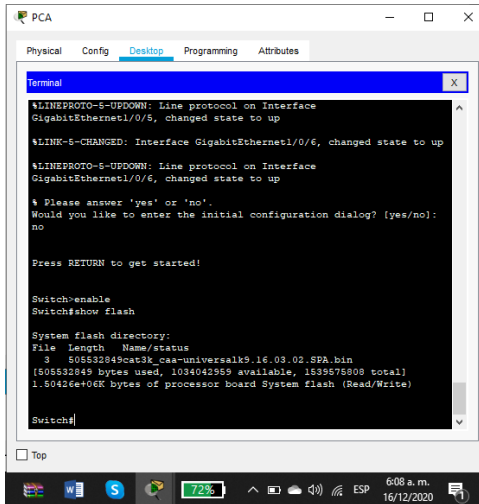 PCA
Physical Config Desktop Programming Attributes
Terminal X
%LINEPROTO-5-UPDOWN: Line protocol on Interface
GigabitEthernet1/0/5, changed state to up
%LINK-5-CHANGED: Interface GigabitEthernet1/0/6, changed state to up
%LINEPROTO-5-UPDOWN: Line protocol on Interface
GigabitEthernet1/0/6, changed state to up
% Please answer 'yes' or 'no'.
Would you like to enter the initial configuration dialog? [yes/no]:
no
Press RETURN to get started!
Switch>enable
Switch#show flash
System flash directory:
File Length Name/status
3 505532849cat3k_caa-universalk9.16.03.02.SPA.bin
[505532849 bytes used, 1034042959 available, 1539575808 total]
1.50426e+06K bytes of processor board System flash (Read/Write)
Switch#
Top
72% ESP 6:08 a. m.
16/12/2020 1